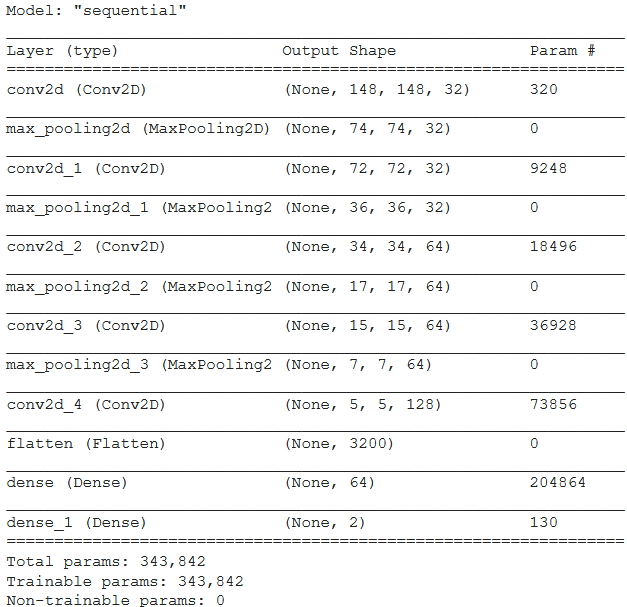 Model: "sequential"
Layer (type) Output Shape Param #
conv2d (Conv2D) (None, 148, 148, 32) 320
max_pooling2d (MaxPooling2D) (None, 74, 74, 32) 0
conv2d_1 (Conv2D) (None, 72, 72, 32) 9248
max_pooling2d_1 (MaxPooling2 (None, 36, 36, 32) 0
conv2d_2 (Conv2D) (None, 34, 34, 64) 18496
max_pooling2d_2 (MaxPooling2 (None, 17, 17, 64) 0
conv2d_3 (Conv2D) (None, 15, 15, 64) 36928
max_pooling2d_3 (MaxPooling2 (None, 7, 7, 64) 0
conv2d_4 (Conv2D) (None, 5, 5, 128) 73856
flatten (Flatten) (None, 3200) 0
dense (Dense) (None, 64) 204864
dense_1 (Dense) (None, 2) 130
Total params: 343,842
Trainable params: 343,842
Non-trainable params: 0